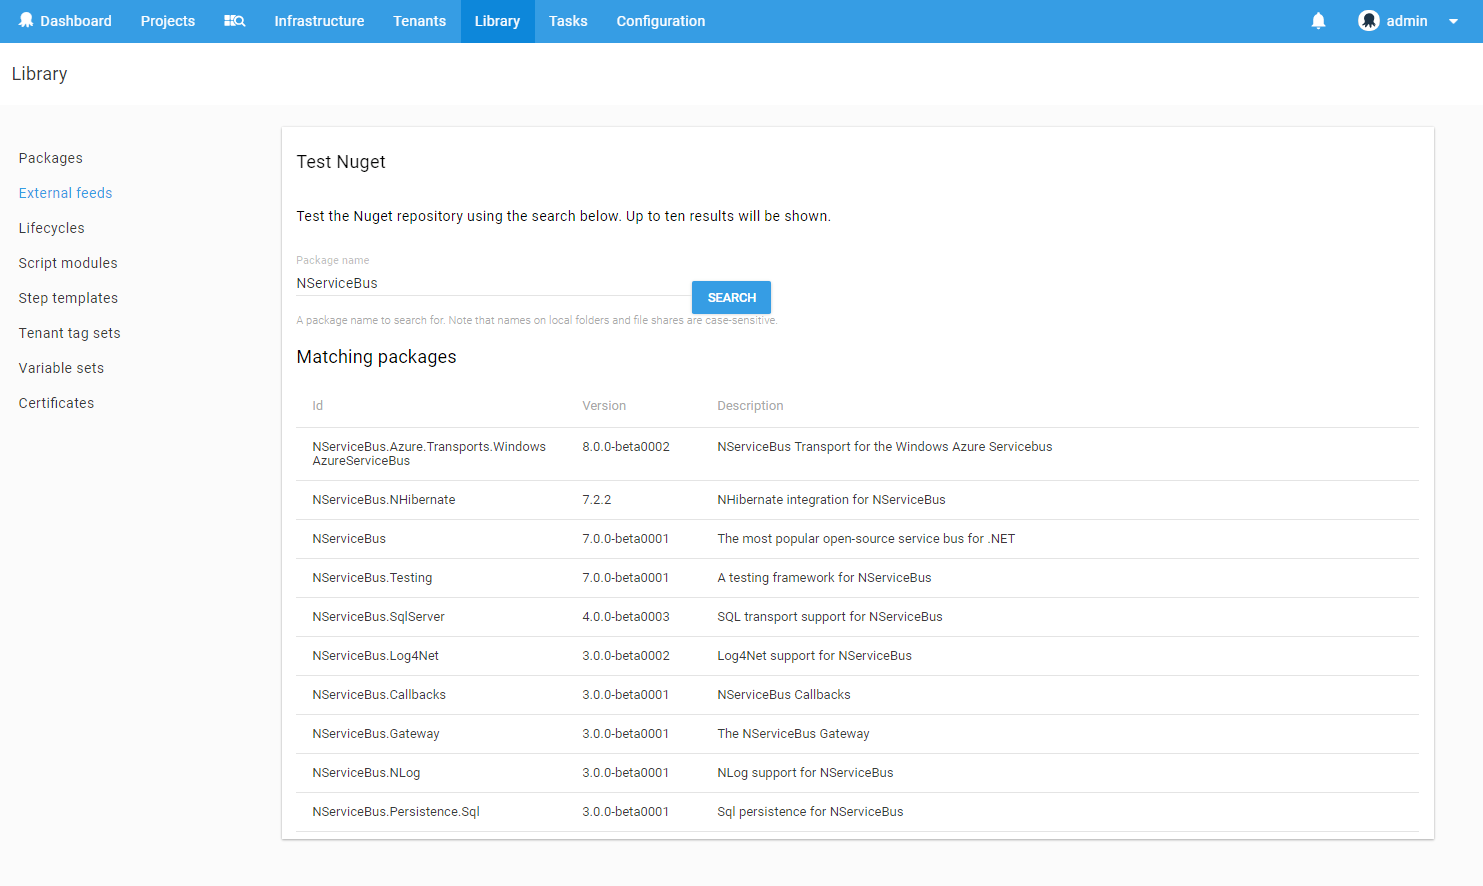 Dashboard Projects Infrastructure Tenants Library Tasks Configuration admin
Library
Packages
External feeds
Lifecycles
Script modules
Step templates
Tenant tag sets
Variable sets
Certificates
Test Nuget
Test the Nuget repository using the search below. Up to ten results will be shown.
Package name
NServiceBus
SEARCH
A package name to search for. Note that names on local folders and file shares are case-sensitive.
Matching packages
Id Version Description
NServiceBus.Azure.Transports.Windows 8.0.0-beta0002 NServiceBus Transport for the Windows Azure Servicebus
AzureServiceBus
NServiceBus.NHibernate 7.2.2 NHibernate integration for NServiceBus
NServiceBus 7.0.0-beta0001 The most popular open-source service bus for .NET
NServiceBus.Testing 7.0.0-beta0001 A testing framework for NServiceBus
NServiceBus.SqlServer 4.0.0-beta0003 SQL transport support for NServiceBus
NServiceBus.Log4Net 3.0.0-beta0002 Log4Net support for NServiceBus
NServiceBus.Callbacks 3.0.0-beta0001 NServiceBus Callbacks
NServiceBus.Gateway 3.0.0-beta0001 The NServiceBus Gateway
NServiceBus.NLog 3.0.0-beta0001 NLog support for NServiceBus
NServiceBus.Persistence.Sql 3.0.0-beta0001 Sql persistence for NServiceBus